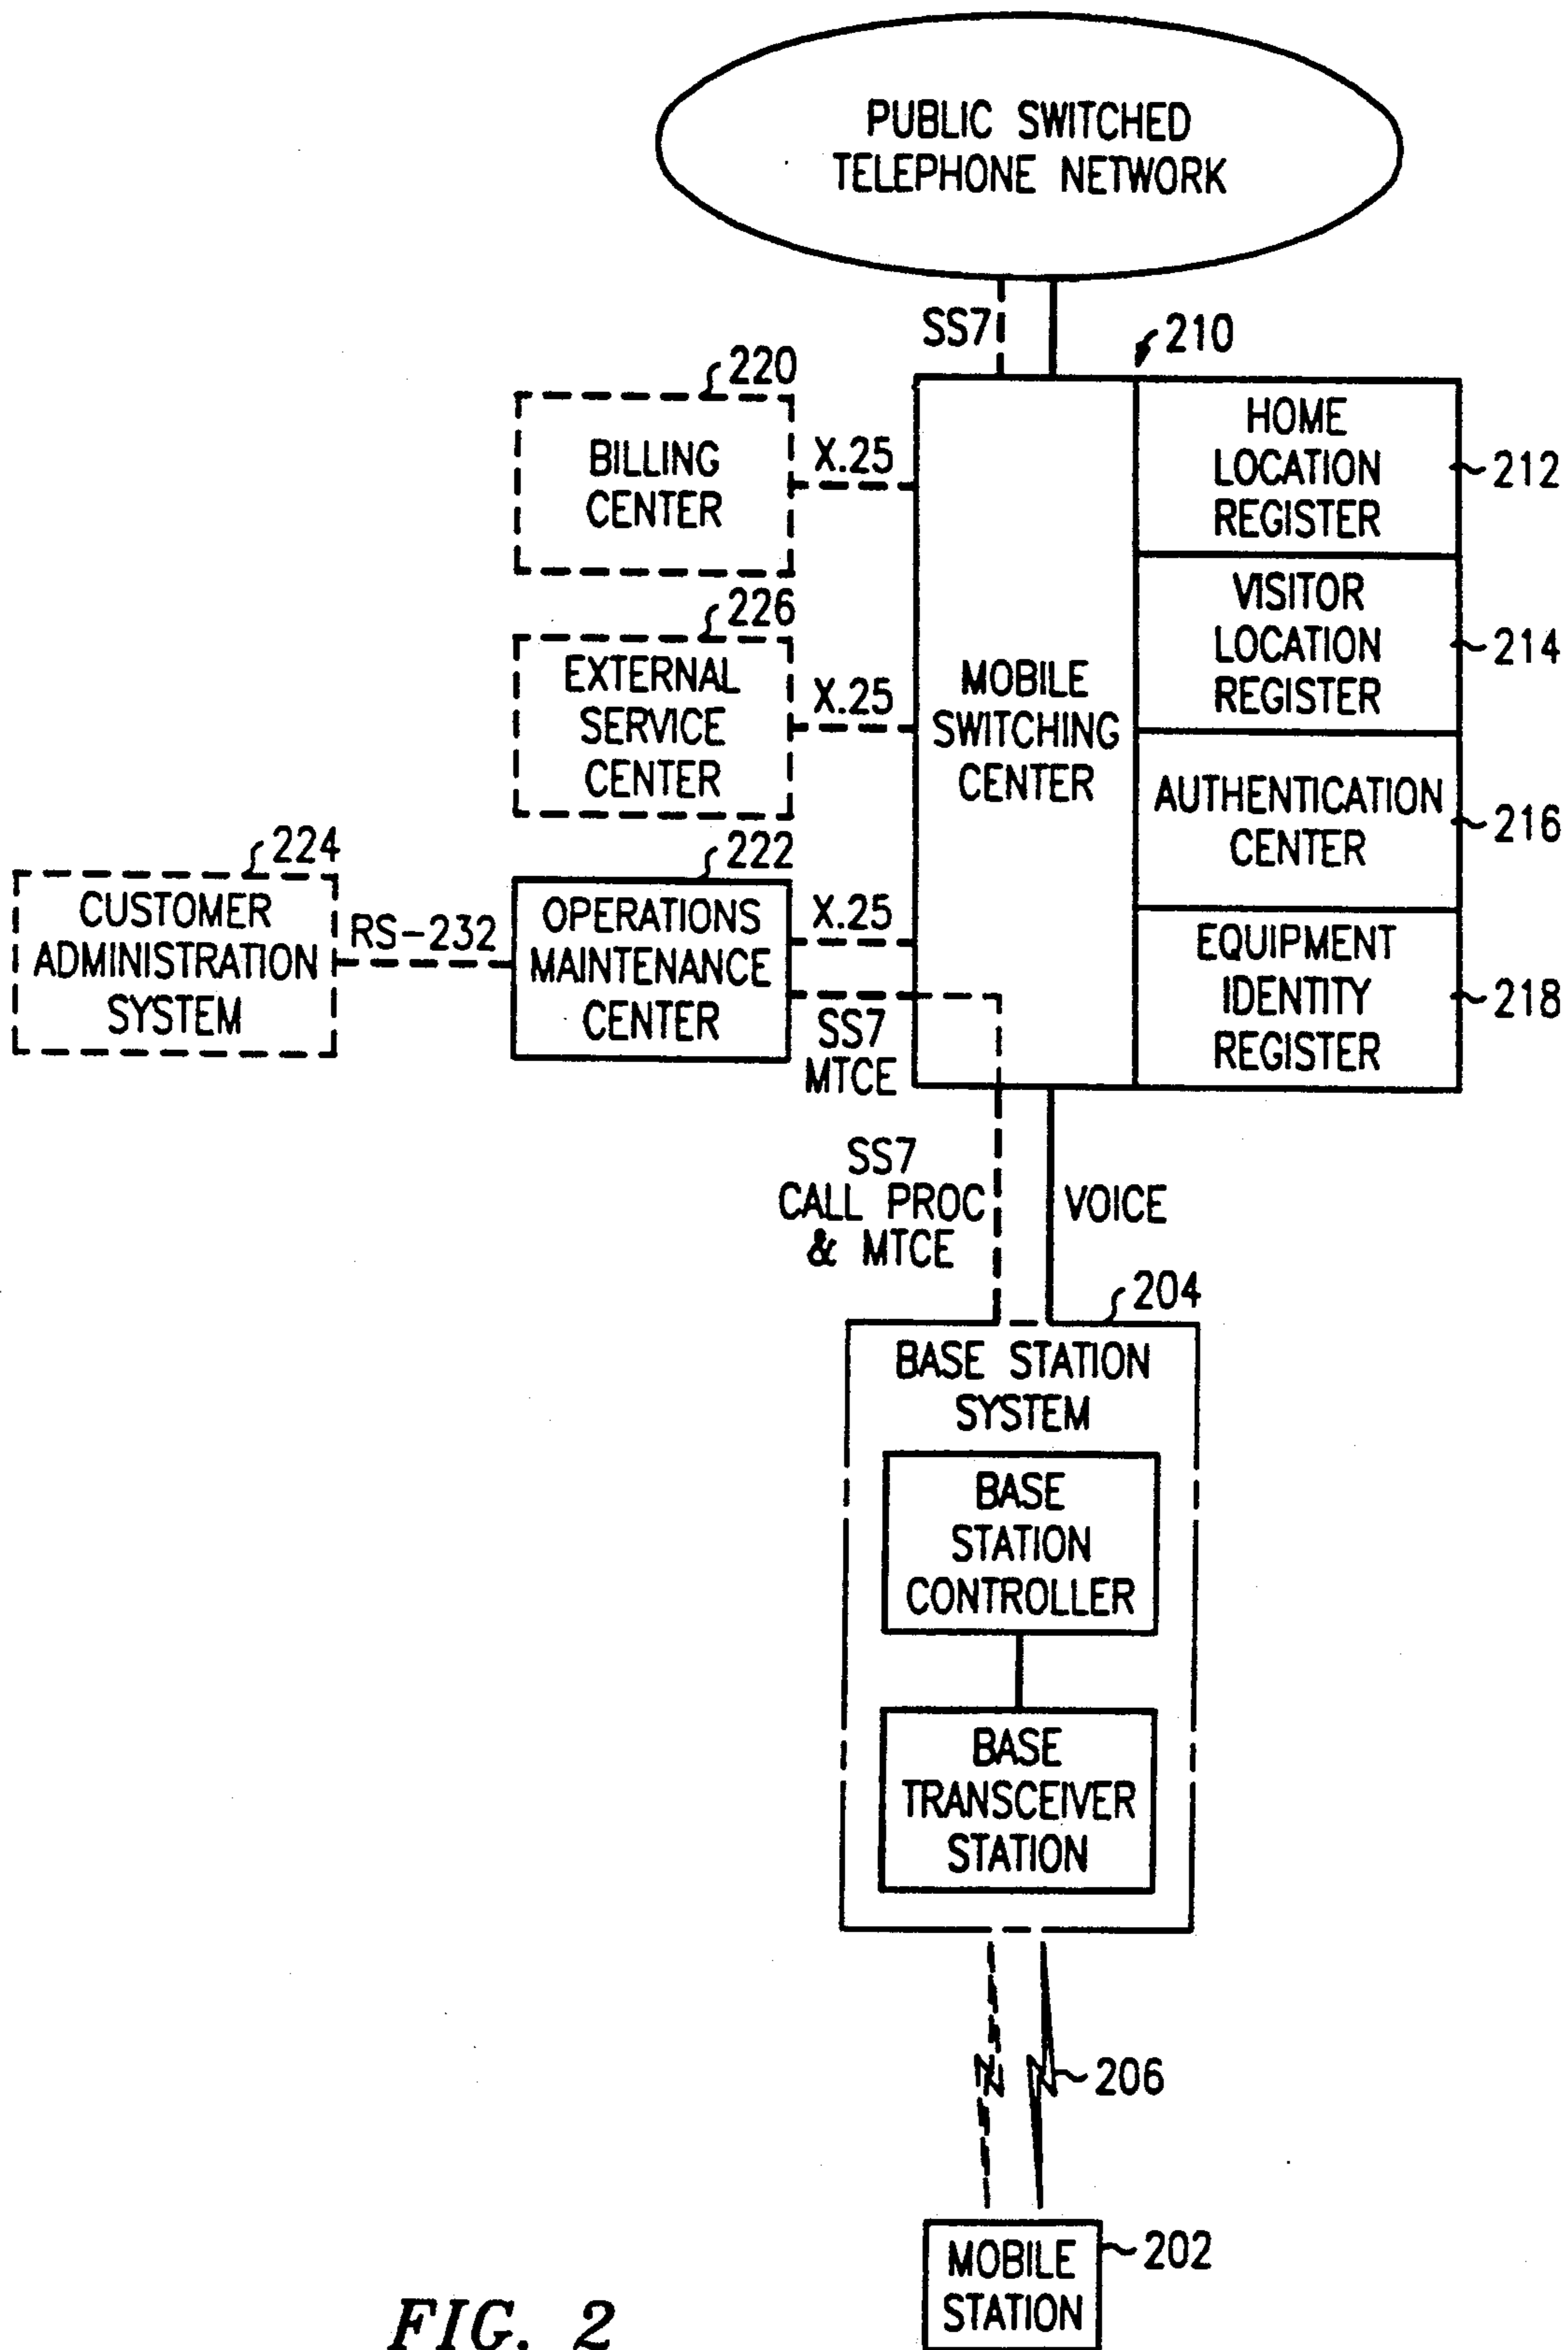 PUBLIC SWITCHED
TELEPHONE NETWORK
SS7
210
220
BILLING
CENTER
X.25
HOME
LOCATION
REGISTER
212
226
EXTERNAL
SERVICE
CENTER
X.25
MOBILE
SWITCHING
CENTER
VISITOR
LOCATION
REGISTER
214
AUTHENTICATION
CENTER
216
224
CUSTOMER
ADMINISTRATION
SYSTEM
RS-232
222
OPERATIONS
MAINTENANCE
CENTER
X.25
SS7
MTCE
EQUIPMENT
IDENTITY
REGISTER
218
SS7
CALL PROC
& MTCE
VOICE
204
BASE STATION
SYSTEM
BASE
STATION
CONTROLLER
BASE
TRANSCEIVER
STATION
206
MOBILE
STATION
202
FIG. 2